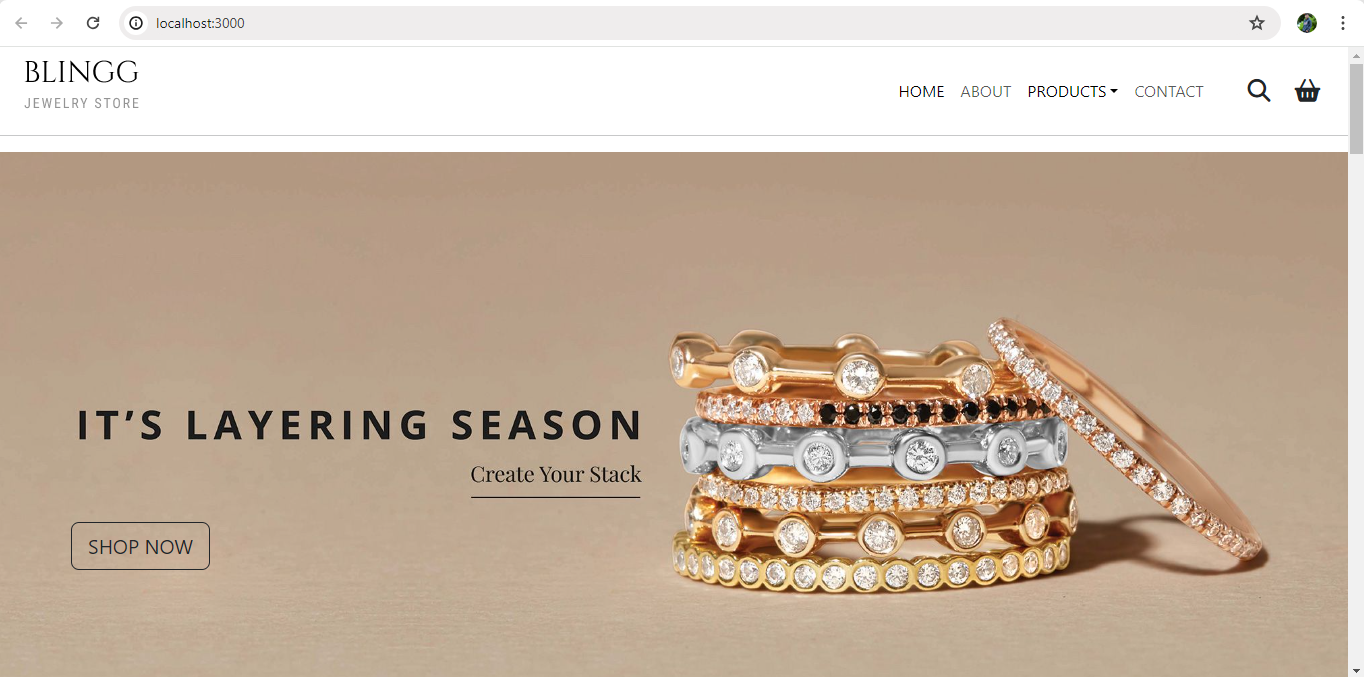 localhost:3000
BLINGG
JEWELRY STORE
HOME ABOUT PRODUCTS CONTACT
IT’S LAYERING SEASON
Create Your Stack
SHOP NOW